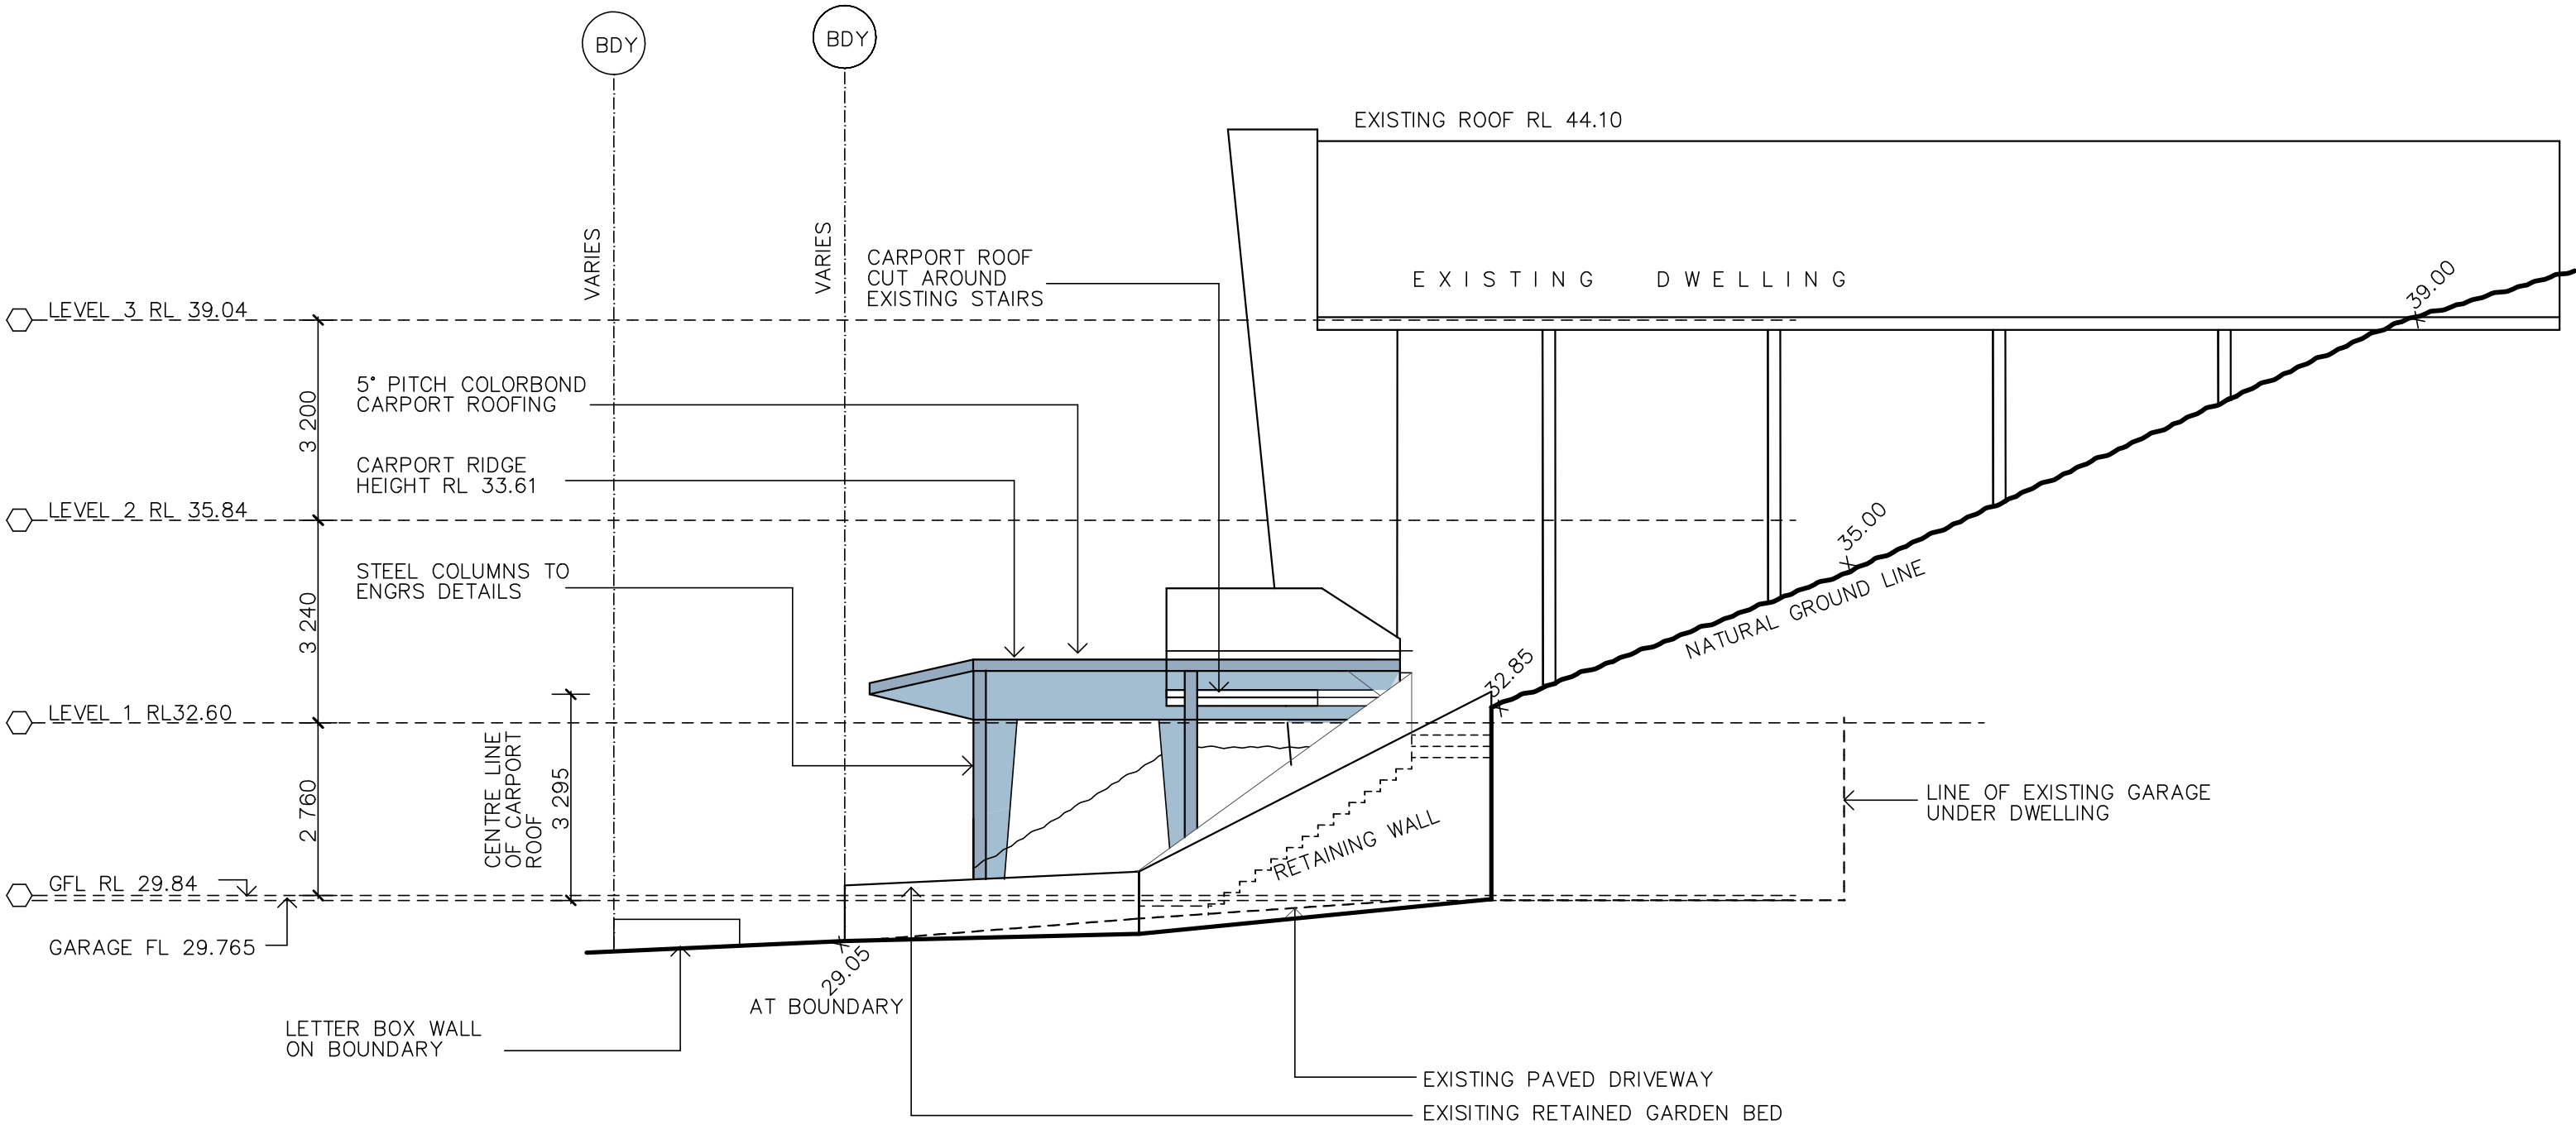 BDY
BDY
EXISTING ROOF RL 44.10
VARIES
VARIES
CARPORT ROOF
CUT AROUND
EXISTING STAIRS
EXISTING DWELLING
39.00
LEVEL 3 RL 39.04
5° PITCH COLORBOND
CARPORT ROOFING
3 200
CARPORT RIDGE
HEIGHT RL 33.61
LEVEL 2 RL 35.84
35.00
STEEL COLUMNS TO
ENGRS DETAILS
NATURAL GROUND LINE
3 240
32.85
LEVEL 1 RL32.60
CENTRE LINE
OF CARPORT
ROOF
3 295
2 760
LINE OF EXISTING GARAGE
UNDER DWELLING
RETAINING WALL
GFL RL 29.84
GARAGE FL 29.765
29.05
AT BOUNDARY
LETTER BOX WALL
ON BOUNDARY
EXISTING PAVED DRIVEWAY
EXISITING RETAINED GARDEN BED